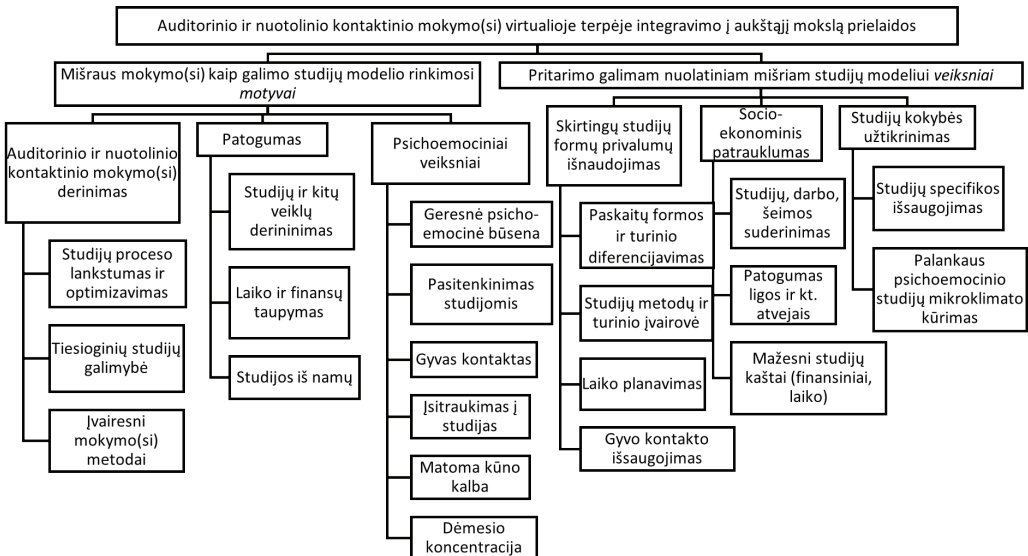 Auditorinio ir nuotolinio kontaktinio mokymo(si) virtualioje terpėje integravimo į aukštąjį mokslą prielaidos
Mišraus mokymo(si) kaip galimo studijų modelio rinkimosi
motyvai
Auditorinio ir nuotolinio
kontaktinio mokymo(si)
derinimas
Studijų proceso
lankstumas ir
optimizavimas
Tiesioginių studijų
galimybė
Įvairesni
mokymo(si)
metodai
Patogumas
Studijų ir kitų
veiklų
derininimas
Laiko ir finansų
taupymas
Studijos iš namų
Psichoemociniai
veiksniai
Geresnė psicho-
emocinė būsena
Pasitenkinimas
studijomis
Gyvas kontaktas
Įsitraukimas į
studijas
Matoma kūno
kalba
Dėmesio
koncentracija
Pritarimo galimam nuolatiniam mišriam studijų modeliui veiksniai
Skirtingų studijų
formų privalumų
išnaudojimas
Paskaitų formos
ir turinio
diferencijavimas
Studijų metodų ir
turinio įvairovė
Laiko planavimas
Gyvo kontakto
išsaugojimas
Socio-
ekonominis
patrauklumas
Studijų, darbo,
šeimos
suderinimas
Patogumas
ligos ir kt.
atvejais
Mažesni studijų
kaštai (finansiniai,
laiko)
Studijų kokybės
užtikrinimas
Studijų specifikos
išsaugojimas
Palankaus
psichoemocinio
studijų mikroklimato
kūrimas